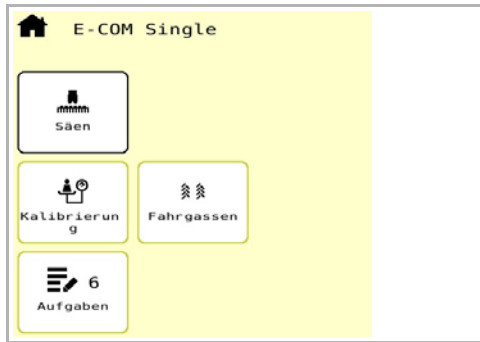 E-COM Single
Säen
Kalibrierun
g
Fahrgassen
6
Aufgaben